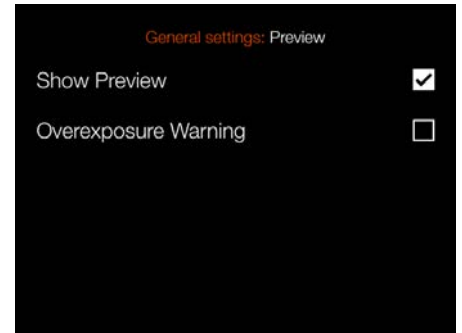 General settings: Preview
Show Preview
Overexposure Warning